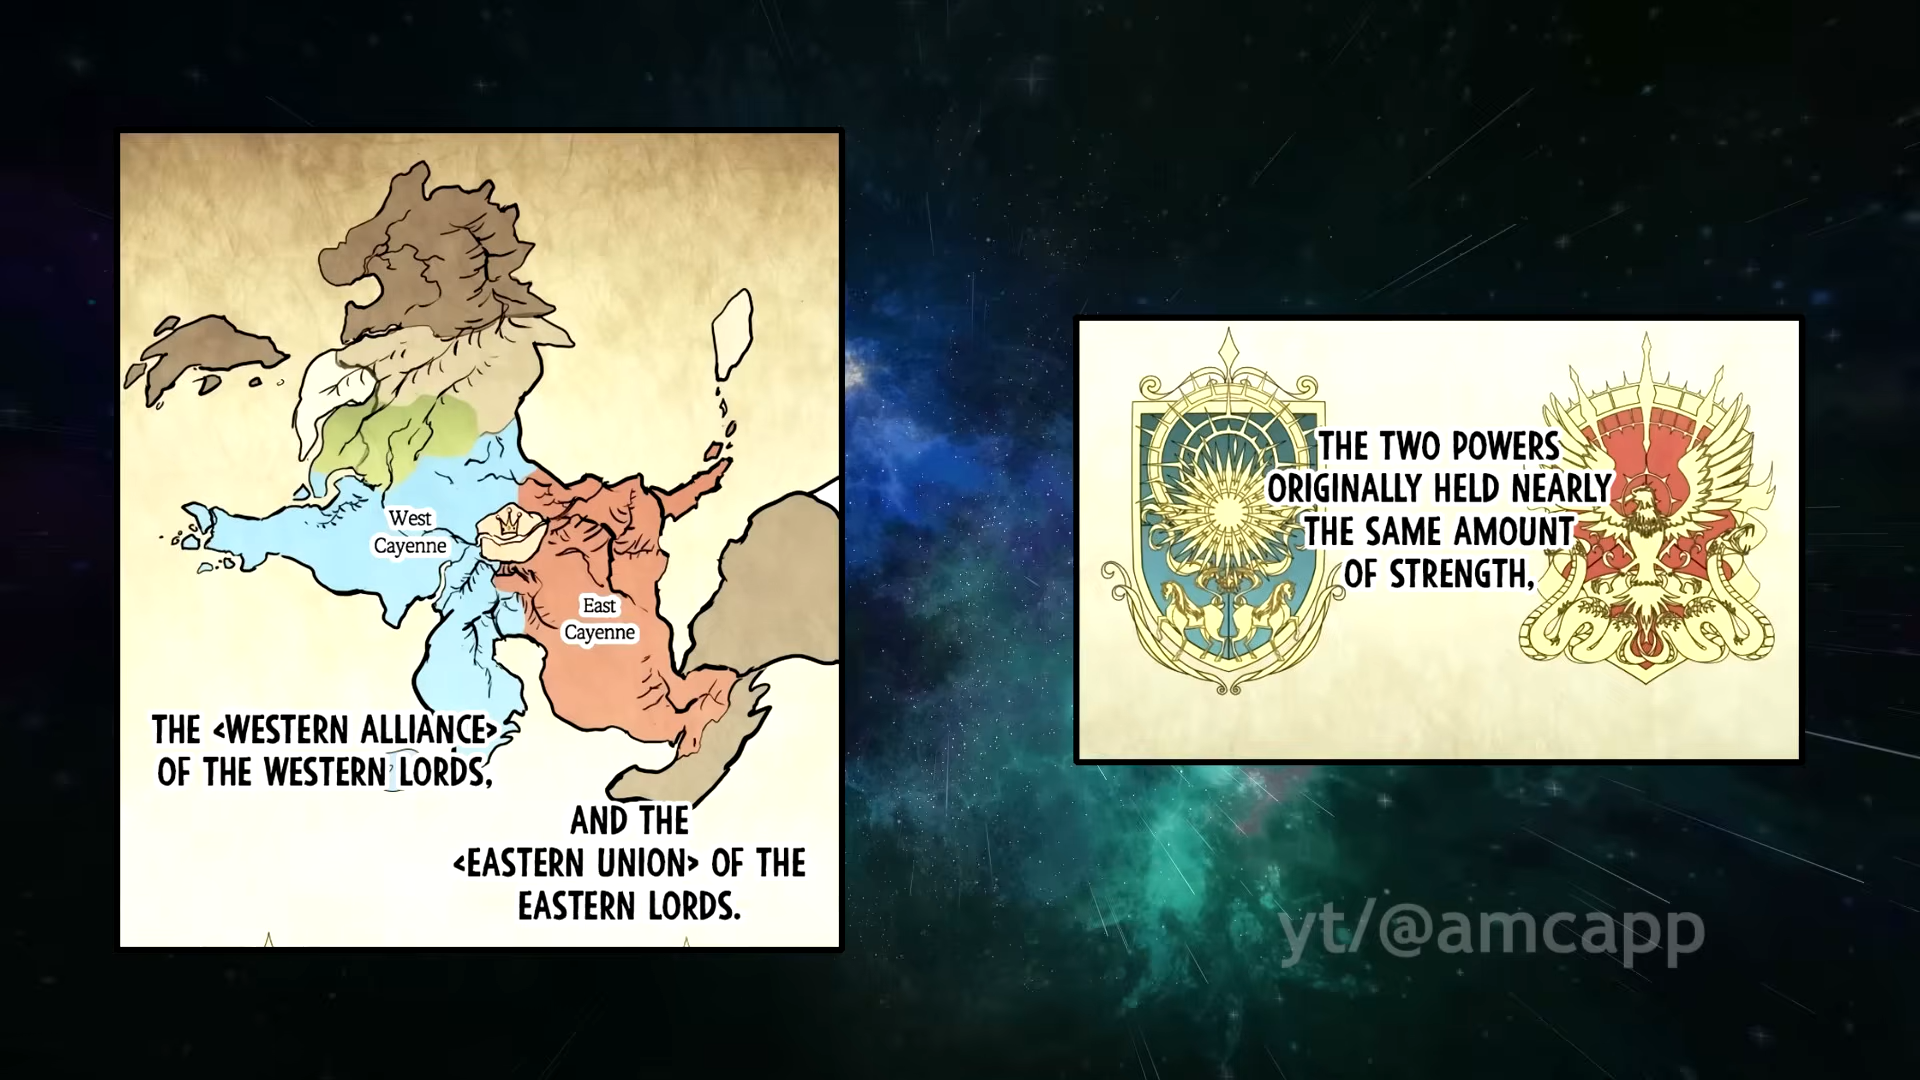 West
Cayenne
East
Cayenne
THE <WESTERN ALLIANCE>
OF THE WESTERN LORDS,
AND THE
<EASTERN UNION> OF THE
EASTERN LORDS.
THE TWO POWERS
ORIGINALLY HELD NEARLY
THE SAME AMOUNT
OF STRENGTH,
yt/@amcapp